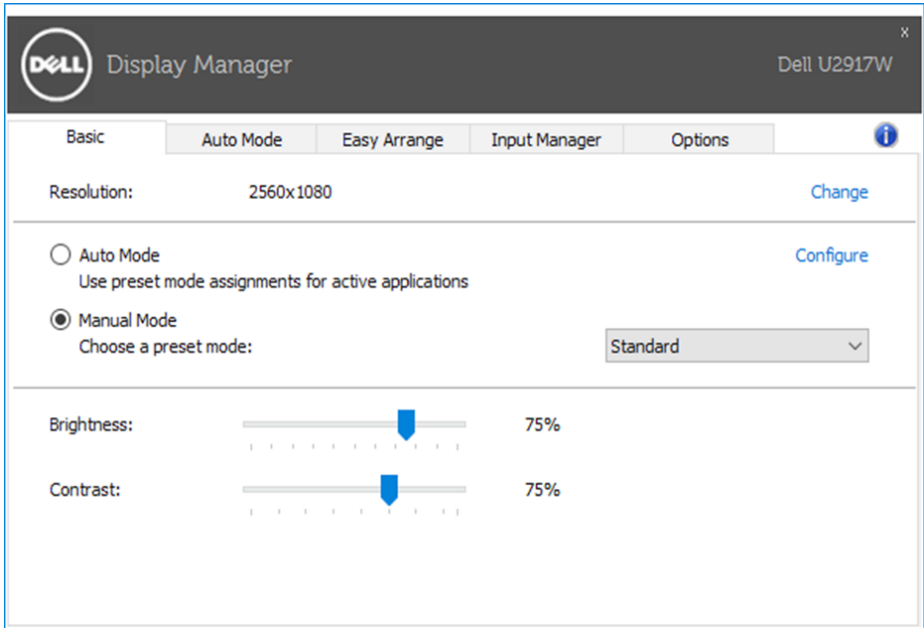 DELL Display Manager
x
Dell U2917W
Basic Auto Mode Easy Arrange Input Manager Options
Resolution: 2560x1080 Change
Auto Mode Configure
Use preset mode assignments for active applications
Manual Mode
Choose a preset mode: Standard
Brightness: 75%
Contrast: 75%